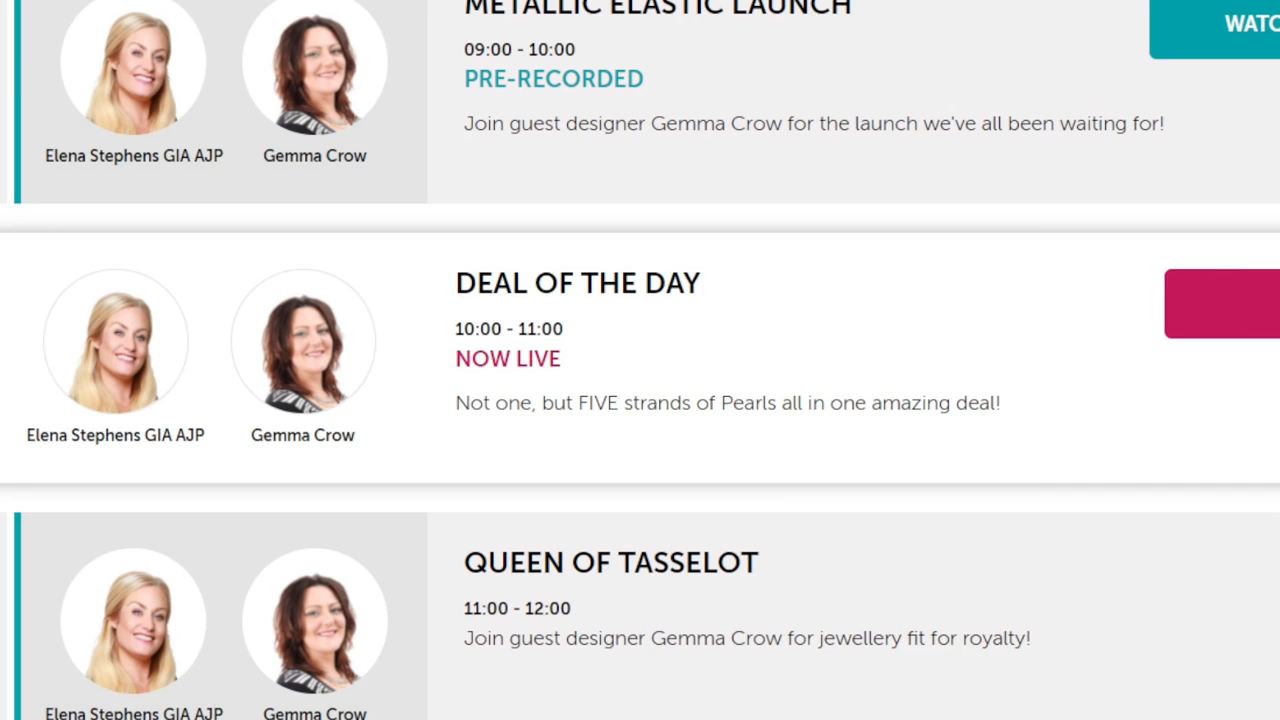 METALLIC ELASTIC LAUNCH
09:00 - 10:00
PRE-RECORDED
Join guest designer Gemma Crow for the launch we've all been waiting for!
Elena Stephens GIA AJP
Gemma Crow
DEAL OF THE DAY
10:00 - 11:00
NOW LIVE
Not one, but FIVE strands of Pearls all in one amazing deal!
Elena Stephens GIA AJP
Gemma Crow
QUEEN OF TASSELOT
11:00 - 12:00
Join guest designer Gemma Crow for jewellery fit for royalty!
Elena Stephens GIA AJP
Gemma Crow